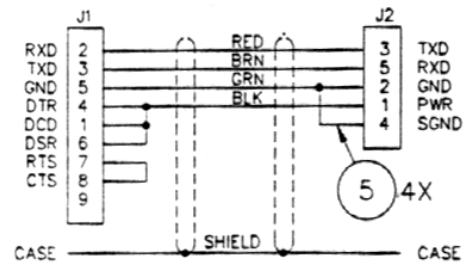 J1 J2
RXD 2 RED 3 TXD
TXD 3 BRN 5 RXD
GND 5 GRN 2 GND
DTR 4 BLK 1 PWR
DCD 1 4 SGND
DSR 6
RTS 7
CTS 8 5 4X
9
CASE SHIELD CASE